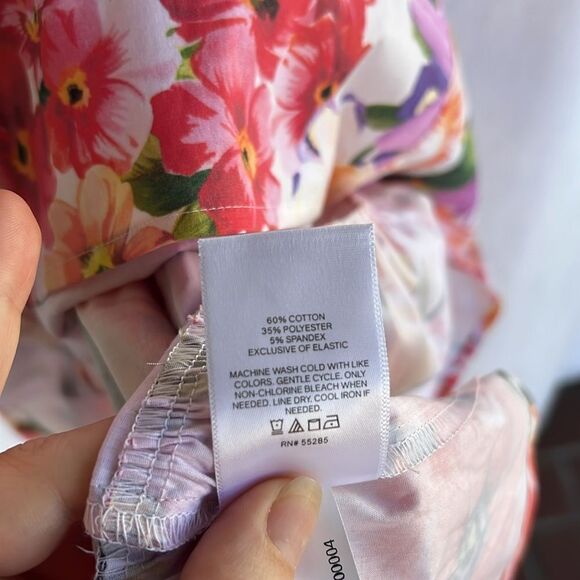 60% COTTON
35% POLYESTER
5% SPANDEX
EXCLUSIVE OF ELASTIC
MACHINE WASH COLD WITH LIKE
COLORS. GENTLE CYCLE. ONLY
NON-CHLORINE BLEACH WHEN
NEEDED. LINE DRY. COOL IRON IF
NEEDED.
RN# 55285
00004